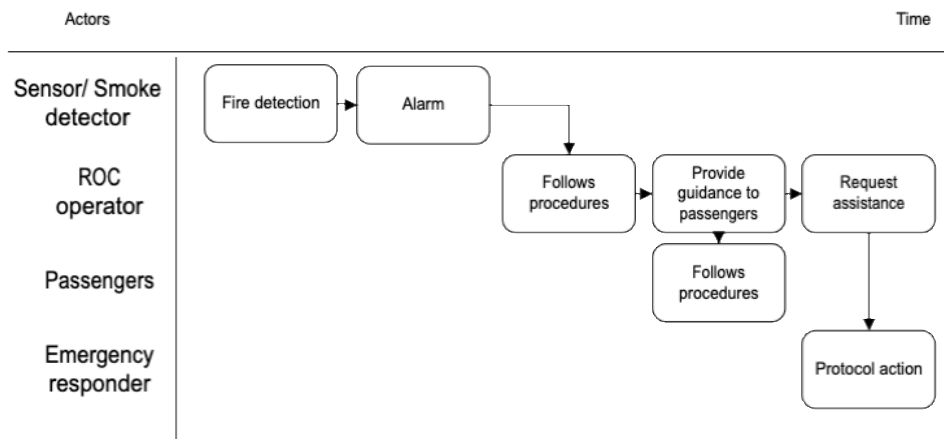 Actors
Time
Sensor/ Smoke
detector
Fire detection
Alarm
ROC
operator
Follows
procedures
Provide
guidance to
passengers
Request
assistance
Passengers
Follows
procedures
Emergency
responder
Protocol action